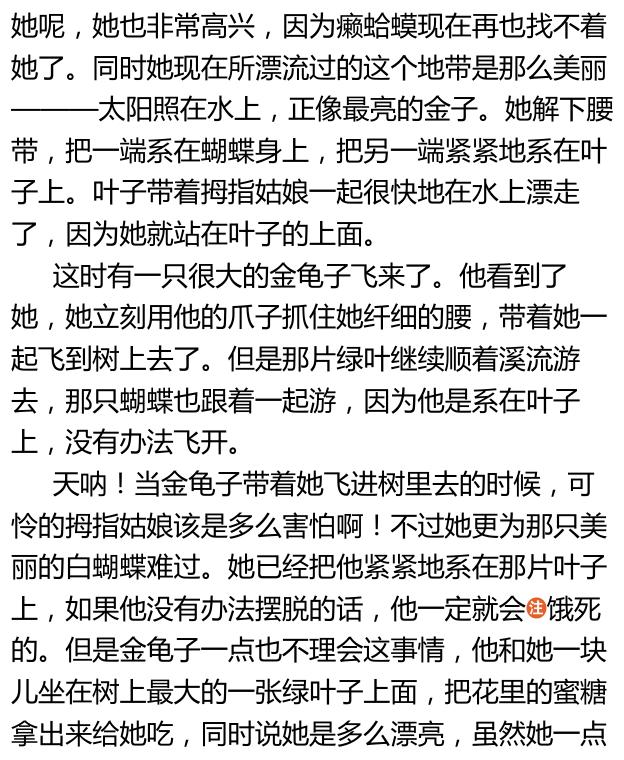 她呢，她也非常高兴，因为癞蛤蟆现在再也找不着
她了。同时她现在所漂流过的这个地带是那么美丽
———太阳照在水上，正像最亮的金子。她解下腰
带，把一端系在蝴蝶身上，把另一端紧紧地系在叶
子上。叶子带着拇指姑娘一起很快地在水上漂走
了，因为她就站在叶子的上面。
这时有一只很大的金龟子飞来了。他看到了
她，她立刻用他的爪子抓住她纤细的腰，带着她一
起飞到树上去了。但是那片绿叶继续顺着溪流游
去，那只蝴蝶也跟着一起游，因为他是系在叶子
上，没有办法飞开。
天呐！当金龟子带着她飞进树里去的时候，可
怜的拇指姑娘该是多么害怕啊！不过她更为那只美
丽的白蝴蝶难过。她已经把他紧紧地系在那片叶子
上，如果他没有办法摆脱的话，他一定就会注饿死
的。但是金龟子一点也不理会这事情，他和她一块
儿坐在树上最大的一张绿叶子上面，把花里的蜜糖
拿出来给她吃，同时说她是多么漂亮，虽然她一点